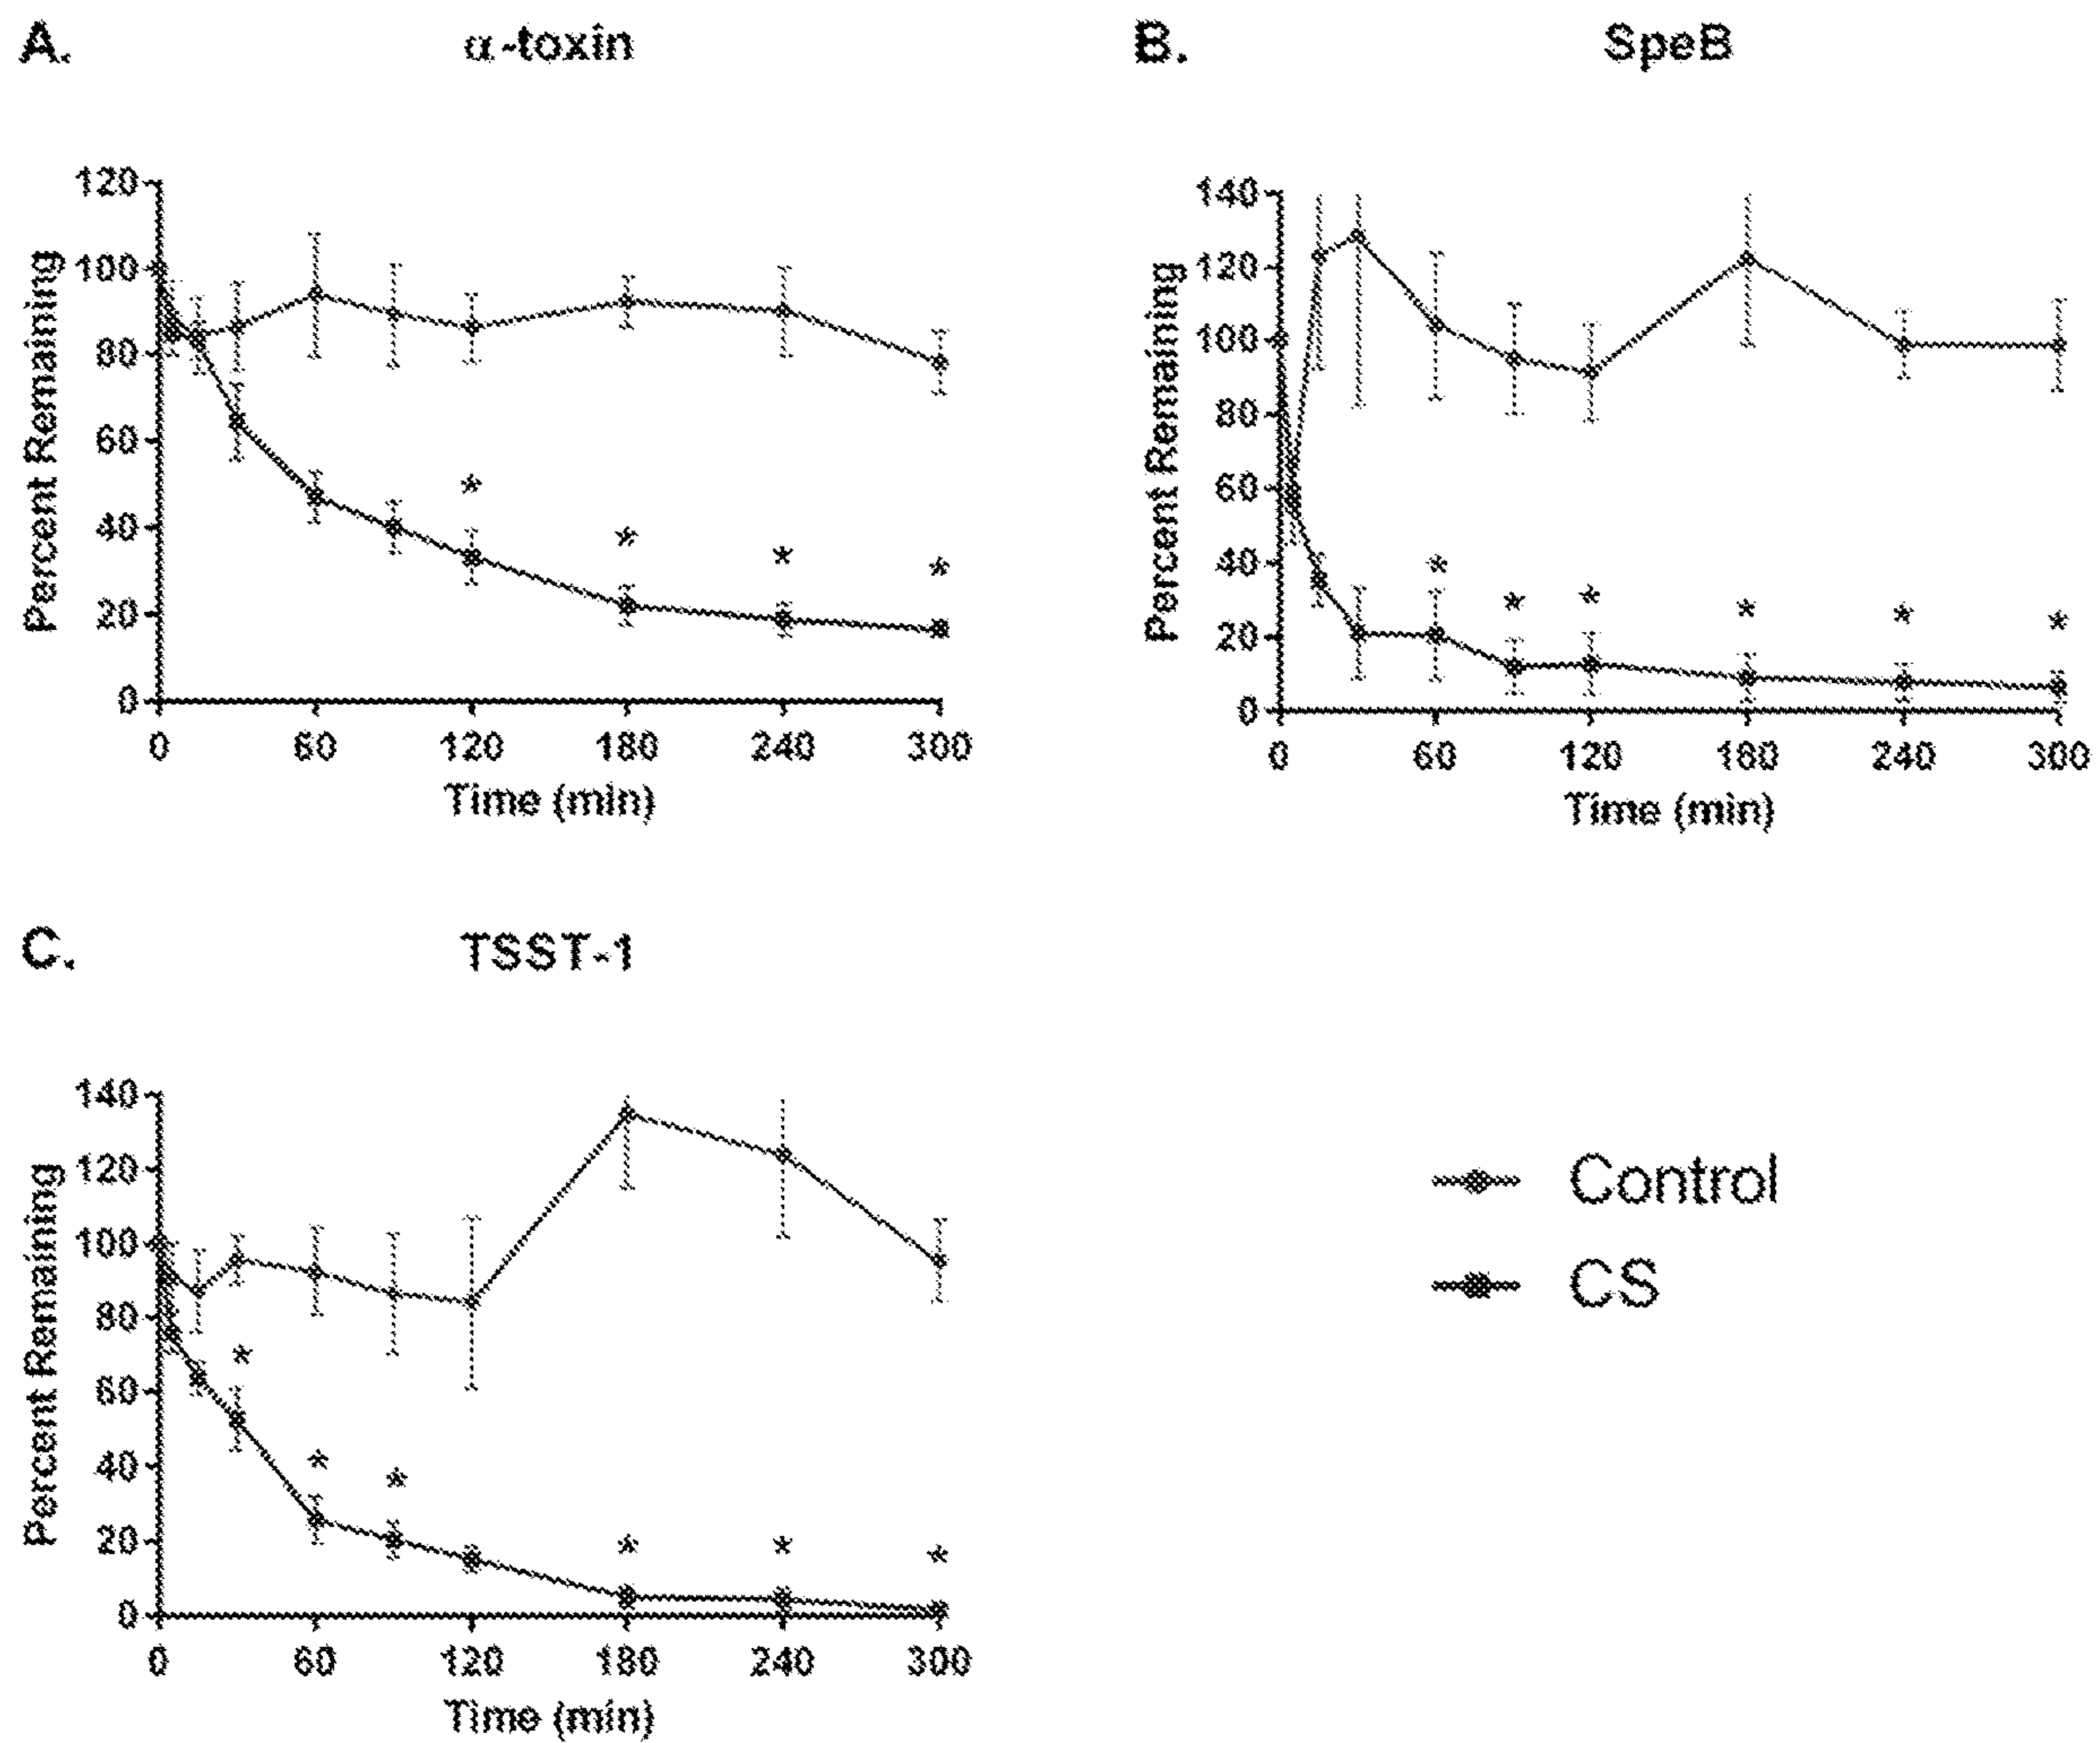 A. α-toxin
Percent Remaining
120
100
80
60
40
20
0
*
*
*
*
0 60 120 180 240 300
Time (min)
B. SpeB
Percent Remaining
140
120
100
80
60
40
20
0
*
*
*
*
*
*
0 60 120 180 240 300
Time (min)
C. TSST-1
Percent Remaining
140
120
100
80
60
40
20
0
*
*
*
*
*
*
0 60 120 180 240 300
Time (min)
Control
CS